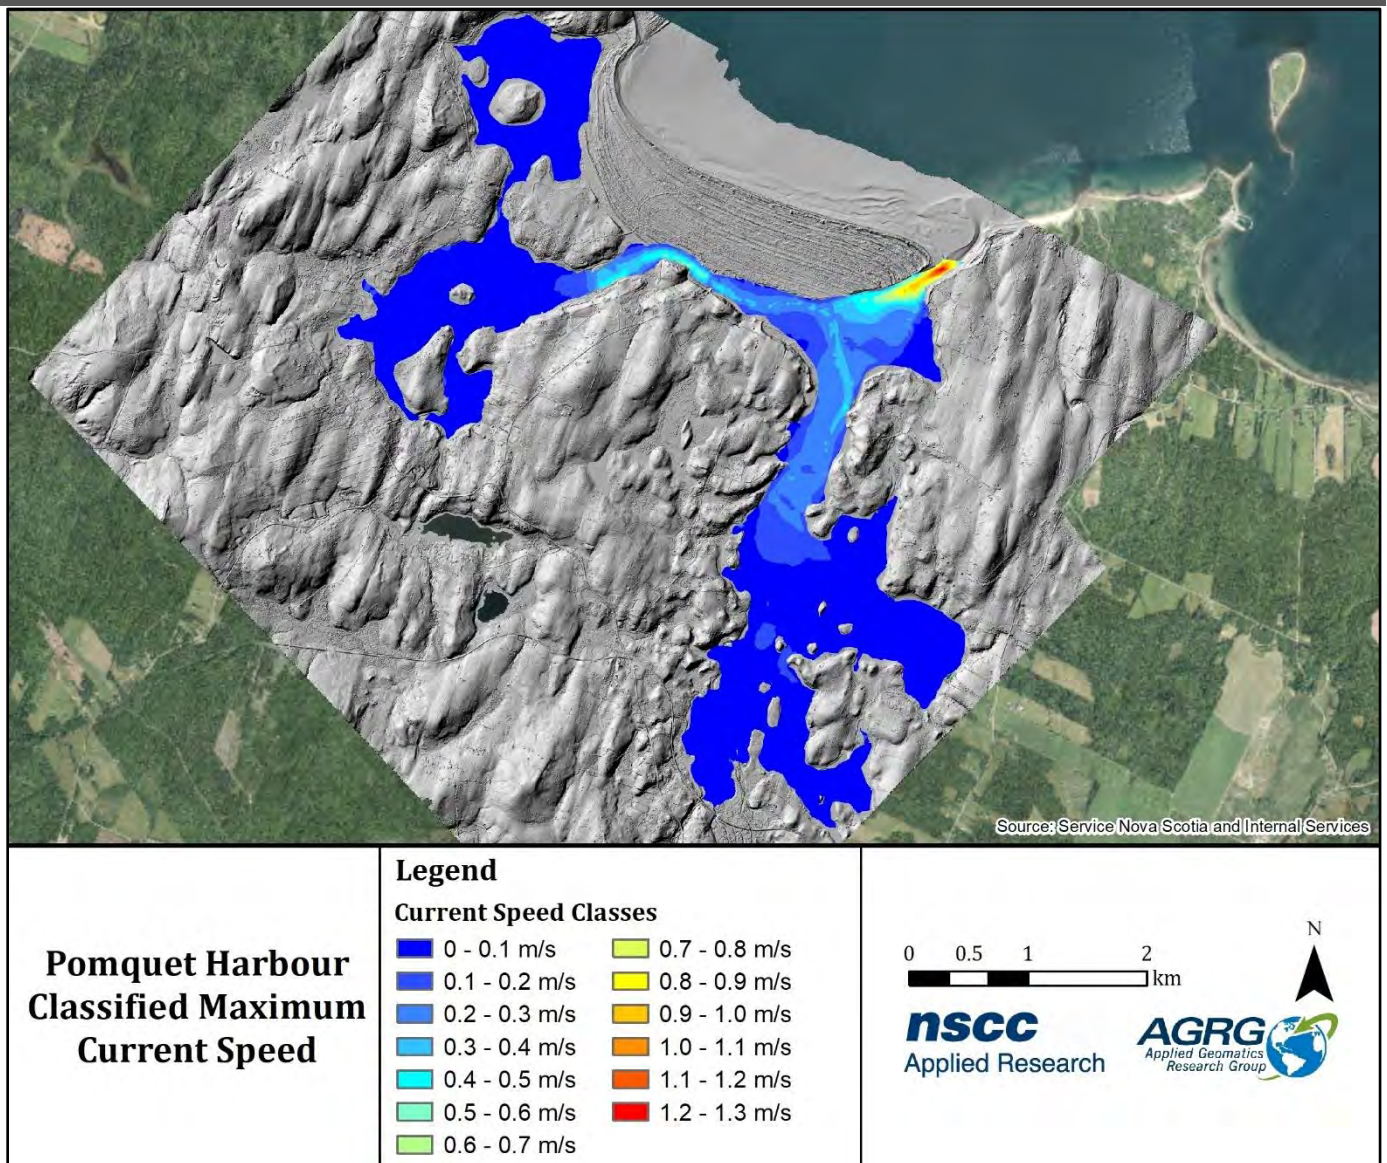 Source: Service Nova Scotia and Internal Services
Pomquet Harbour
Classified Maximum
Current Speed
Legend
Current Speed Classes
0 - 0.1 m/s
0.1 - 0.2 m/s
0.2 - 0.3 m/s
0.3 - 0.4 m/s
0.4 - 0.5 m/s
0.5 - 0.6 m/s
0.6 - 0.7 m/s
0.7 - 0.8 m/s
0.8 - 0.9 m/s
0.9 - 1.0 m/s
1.0 - 1.1 m/s
1.1 - 1.2 m/s
1.2 - 1.3 m/s
0 0.5 1 2
km
N
nscc
Applied Research
AGRG
Applied Geomatics
Research Group